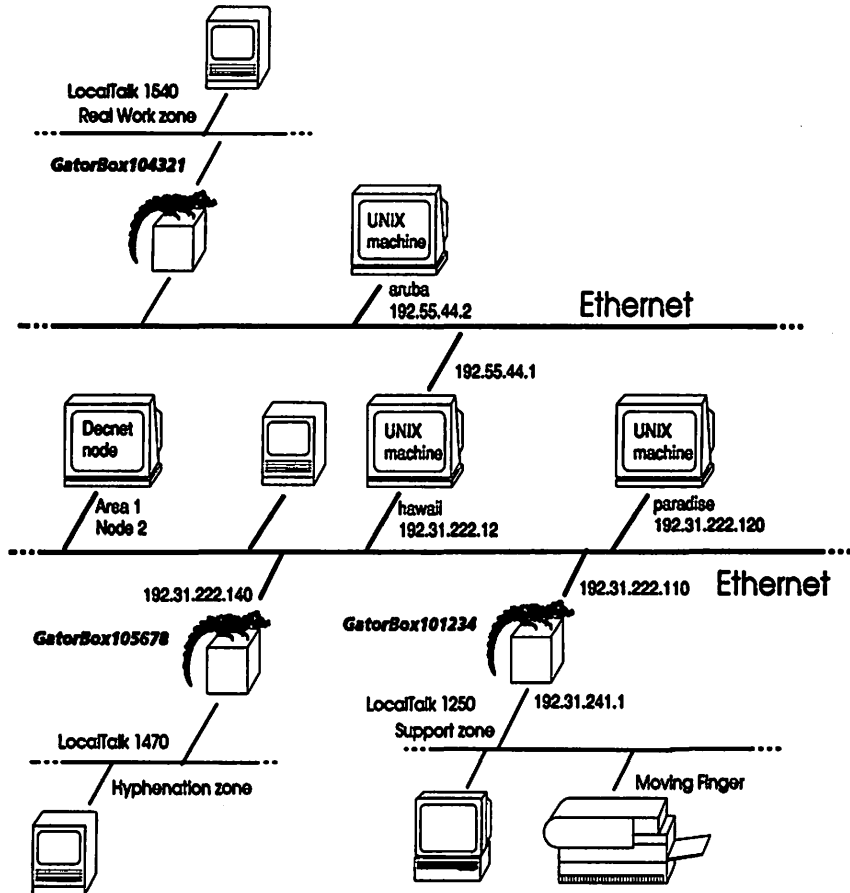 LocalTalk 1540
Real Work zone
GatorBox104321
UNIX
machine
aruba
192.55.44.2
Ethernet
192.55.44.1
Decnet
node
UNIX
machine
UNIX
machine
Area 1
Node 2
hawaii
192.31.222.12
paradise
192.31.222.120
192.31.222.140
192.31.222.110
Ethernet
GatorBox105678
GatorBox101234
LocalTalk 1250
Support zone
192.31.241.1
LocalTalk 1470
Hyphenation zone
Moving Finger